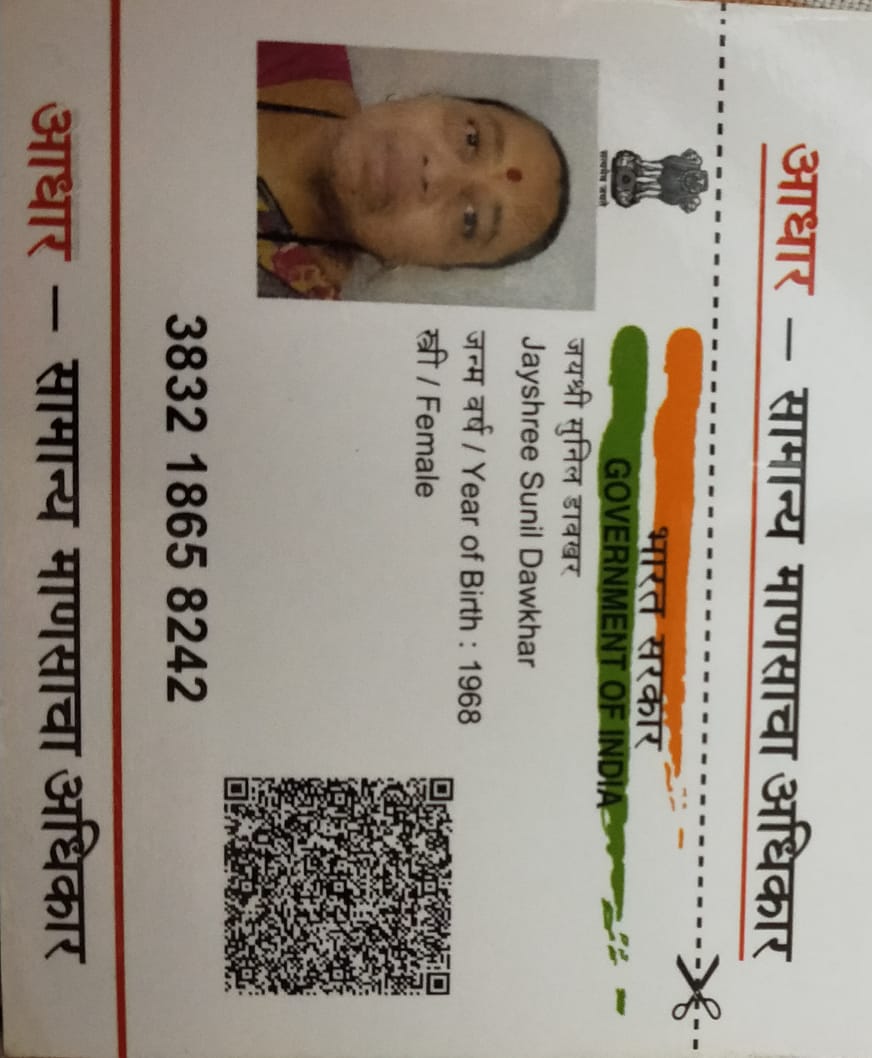 आधार – सामान्य माणसाचा अधिकार
भारत सरकार
GOVERNMENT OF INDIA
सत्यमेव जयते
जयश्री सुनिल डावखर
Jayshree Sunil Dawkhar
जन्म वर्ष / Year of Birth : 1968
स्त्री / Female
3832 1865 8242
आधार – सामान्य माणसाचा अधिकार